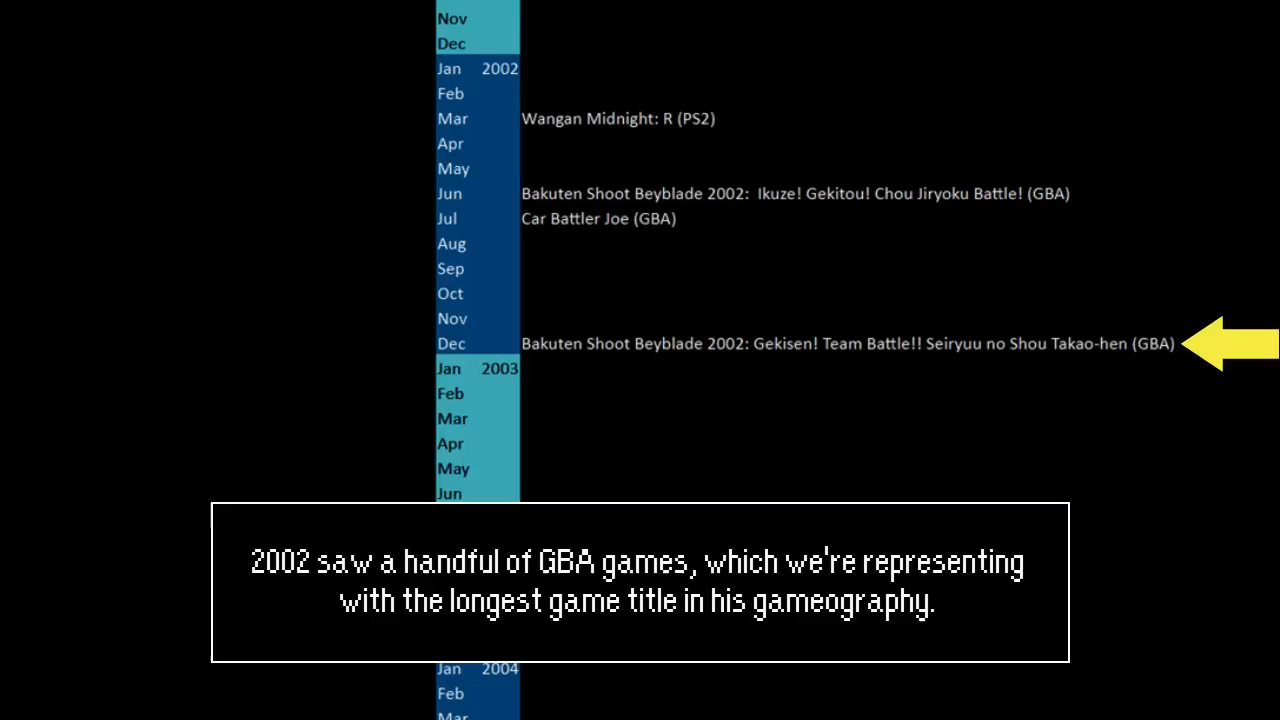 Nov
Dec
Jan 2002
Feb
Mar Wangan Midnight: R (PS2)
Apr
May
Jun Bakuten Shoot Beyblade 2002:  Ikuze! Gekitou! Chou Jiryoku Battle! (GBA)
Jul Car Battler Joe (GBA)
Aug
Sep
Oct
Nov
Dec Bakuten Shoot Beyblade 2002: Gekisen! Team Battle!! Seiryuu no Shou Takao-hen (GBA)
Jan 2003
Feb
Mar
Apr
May
Jun
2002 saw a handful of GBA games, which we're representing
with the longest game title in his gameography.
Jan 2004
Feb
Mar